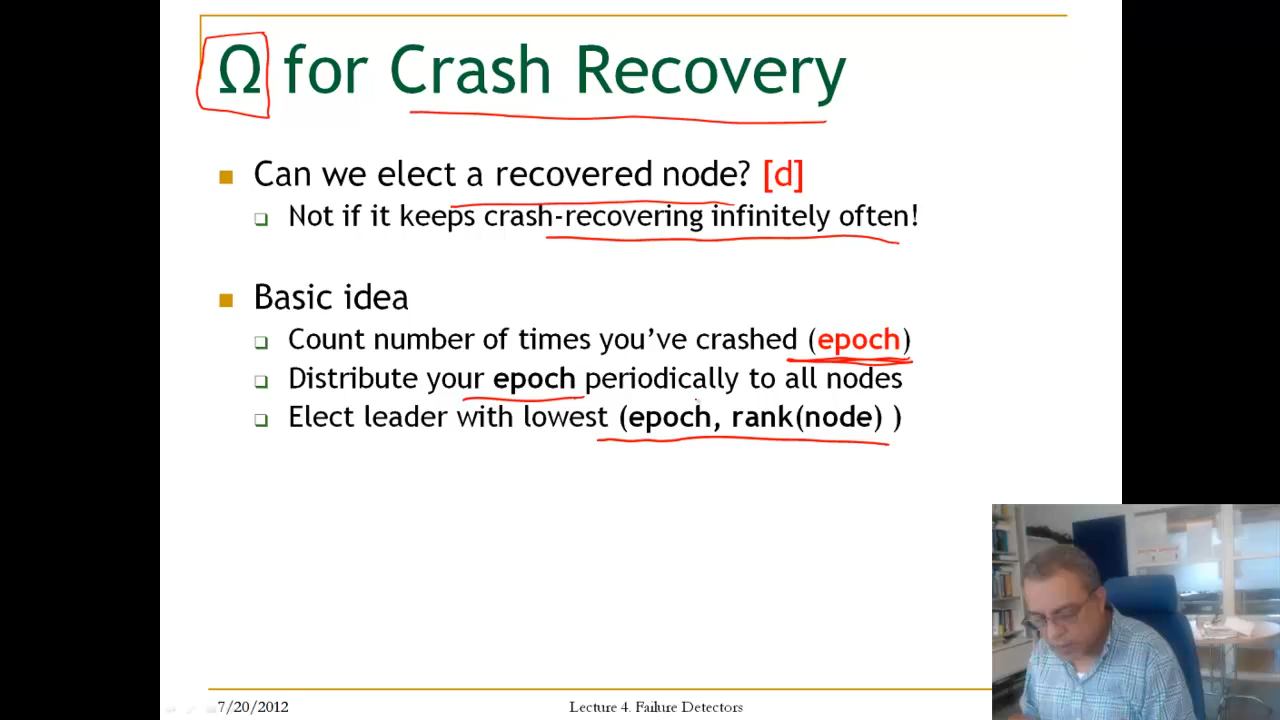 Ω for Crash Recovery
Can we elect a recovered node? [d]
Not if it keeps crash-recovering infinitely often!
Basic idea
Count number of times you’ve crashed (epoch)
Distribute your epoch periodically to all nodes
Elect leader with lowest (epoch, rank(node) )
7/20/2012
Lecture 4. Failure Detectors